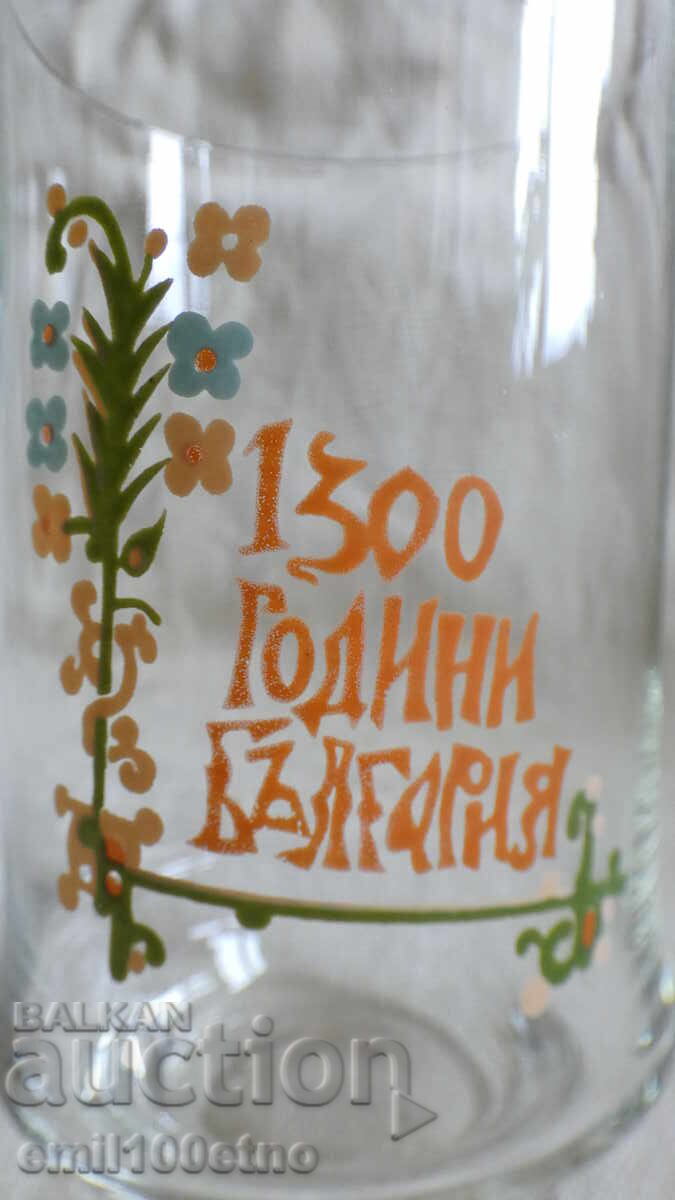 1300
ГОДИНИ
БЪЛГАРИЯ
BALKAN
auction
emil100etno